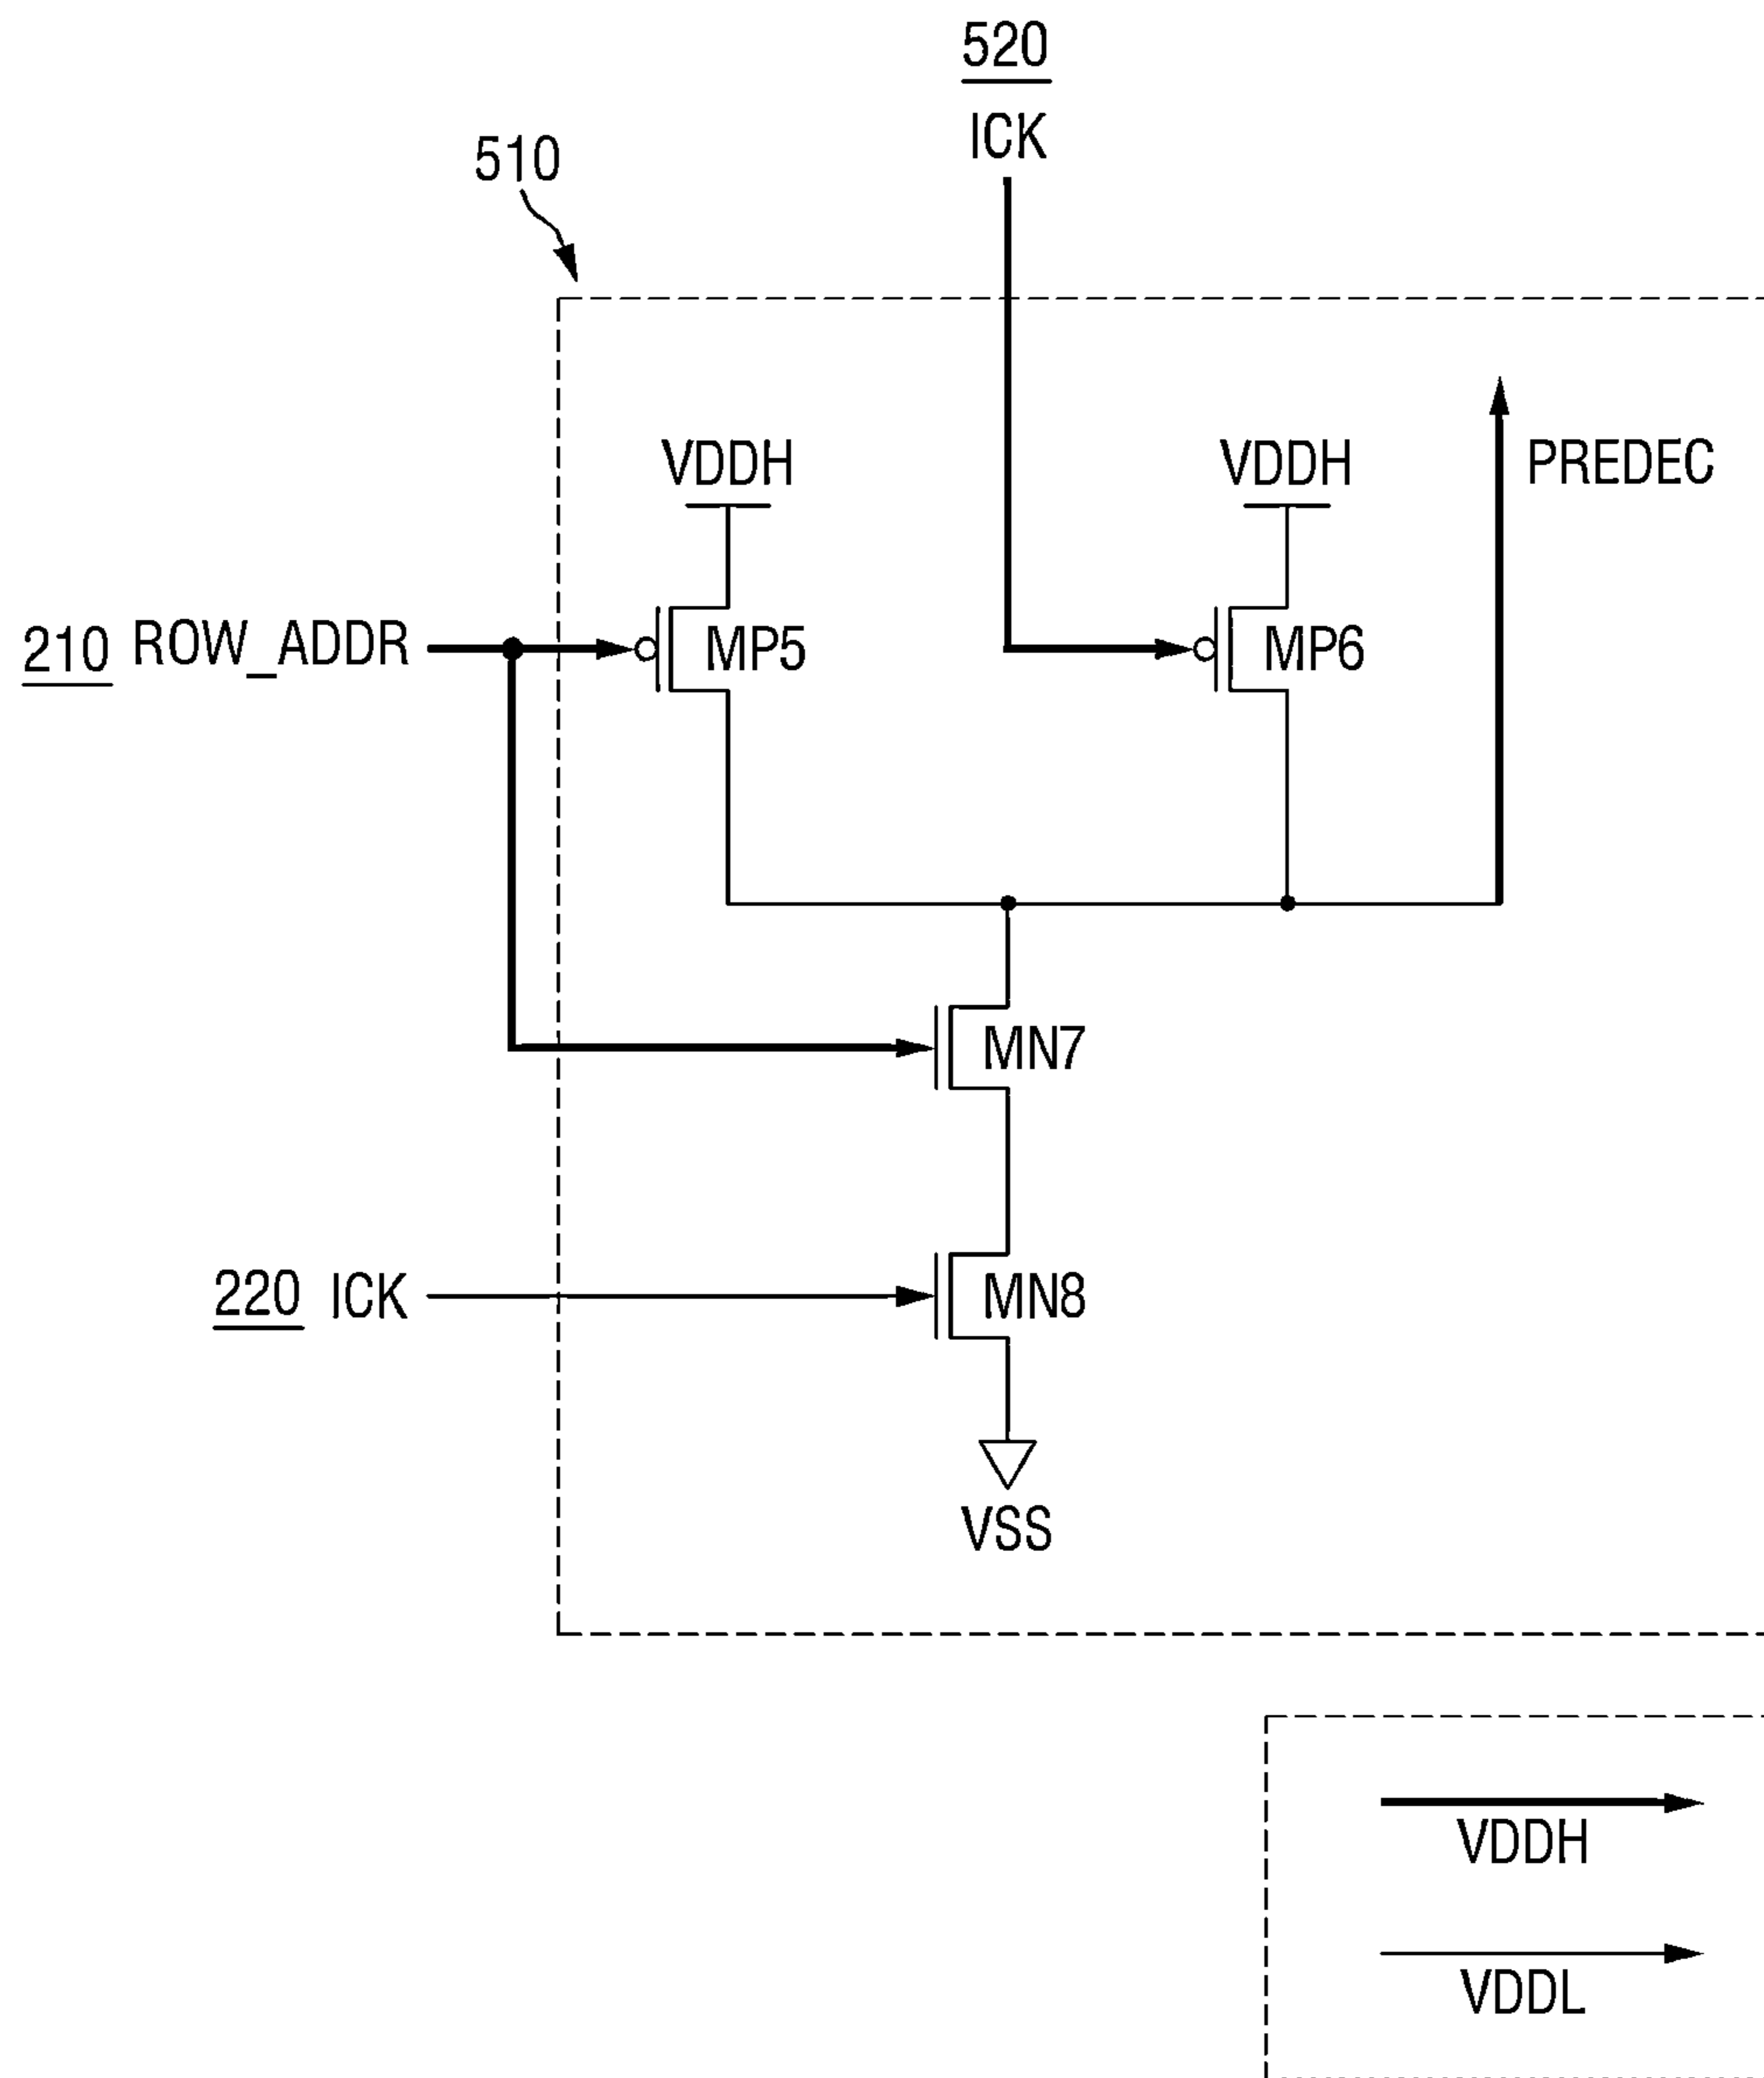 520
ICK
510
VDDH
VDDH
PREDEC
210 ROW_ADDR
MP5
MP6
MN7
220 ICK
MN8
VSS
VDDH
VDDL